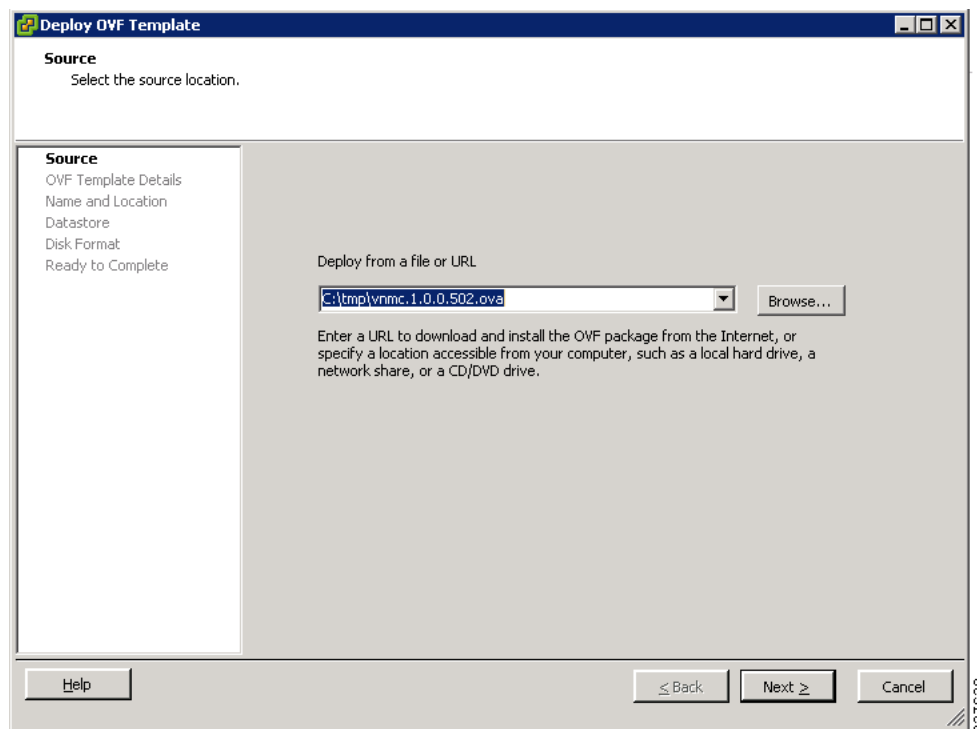 Deploy OVF Template
Source
Select the source location.
Source
OVF Template Details
Name and Location
Datastore
Disk Format
Ready to Complete
Deploy from a file or URL
C:\tmp\vnmc.1.0.0.502.ova
Browse...
Enter a URL to download and install the OVF package from the Internet, or
specify a location accessible from your computer, such as a local hard drive, a
network share, or a CD/DVD drive.
Help
≤ Back
Next ≥
Cancel